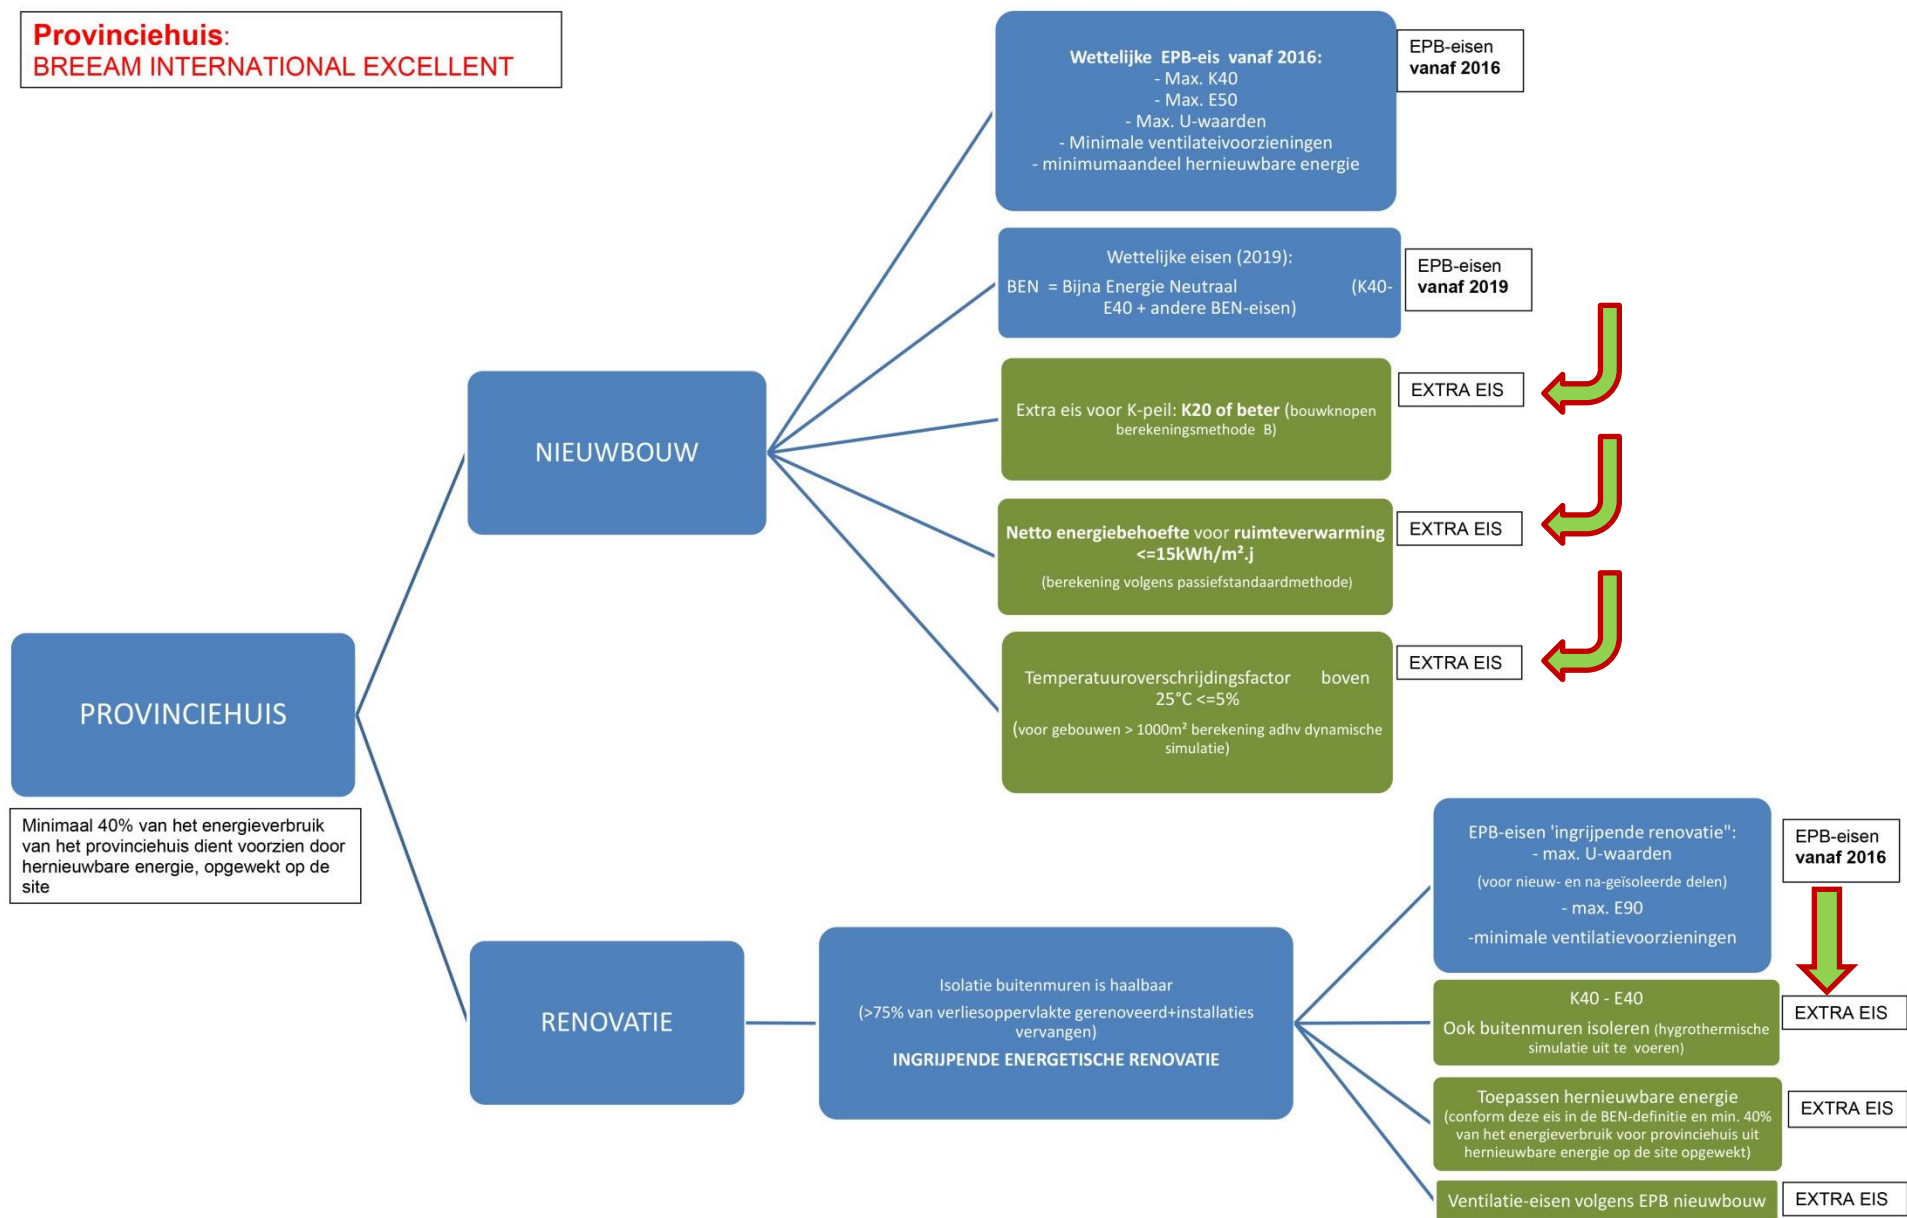 Provinciehuis:
BREEAM INTERNATIONAL EXCELLENT
Wettelijke EPB-eis vanaf 2016:
- Max. K40
- Max. E50
- Max. U-waarden
- Minimale ventilateivoorzieningen
- minimumaandeel hernieuwbare energie
EPB-eisen
vanaf 2016
Wettelijke eisen (2019):
BEN = Bijna Energie Neutraal (K40-
E40 + andere BEN-eisen)
EPB-eisen
vanaf 2019
Extra eis voor K-peil: K20 of beter (bouwknopen
berekeningsmethode B)
EXTRA EIS
NIEUWBOUW
Netto energiebehoefte voor ruimteverwarming
<=15kWh/m².j
(berekening volgens passiefstandaardmethode)
EXTRA EIS
Temperatuuroverschrijdingsfactor boven
25°C <=5%
(voor gebouwen > 1000m² berekening adhv dynamische
simulatie)
EXTRA EIS
PROVINCIEHUIS
Minimaal 40% van het energieverbruik
van het provinciehuis dient voorzien door
hernieuwbare energie, opgewekt op de
site
RENOVATIE
Isolatie buitenmuren is haalbaar
(>75% van verliesoppervlakte gerenoveerd+installaties
vervangen)
INGRIJPENDE ENERGETISCHE RENOVATIE
EPB-eisen 'ingrijpende renovatie":
- max. U-waarden
(voor nieuw- en na-geïsoleerde delen)
- max. E90
-minimale ventilatievoorzieningen
EPB-eisen
vanaf 2016
K40 - E40
Ook buitenmuren isoleren (hygrothermische
simulatie uit te voeren)
EXTRA EIS
Toepassen hernieuwbare energie
(conform deze eis in de BEN-definitie en min. 40%
van het energieverbruik voor provinciehuis uit
hernieuwbare energie op de site opgewekt)
EXTRA EIS
Ventilatie-eisen volgens EPB nieuwbouw
EXTRA EIS